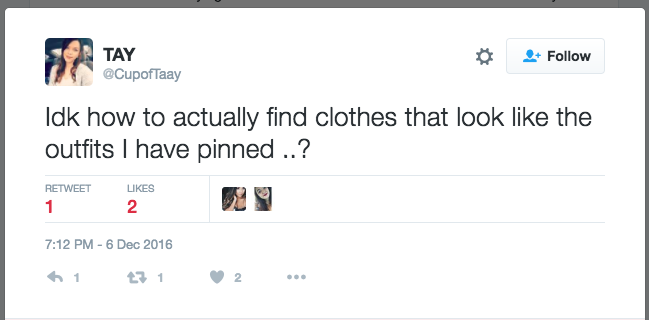 TAY
@CupofTaay
Follow
Idk how to actually find clothes that look like the
outfits I have pinned ..?
RETWEET LIKES
1 2
7:12 PM - 6 Dec 2016
1 1 2